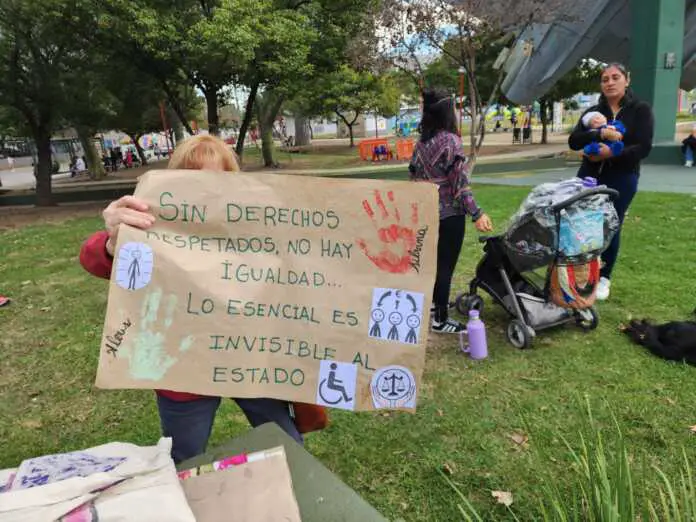 SIN DERECHOS
RESPETADOS, NO HAY
IGUALDAD...
LO ESENCIAL ES
INVISIBLE AL
ESTADO